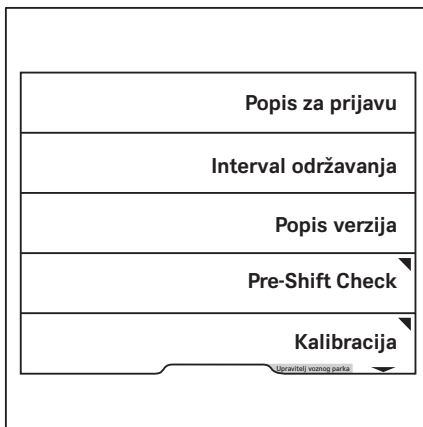 Popis za prijavu
Interval održavanja
Popis verzija
Pre-Shift Check
Kalibracija
Upravitelj voznog parka